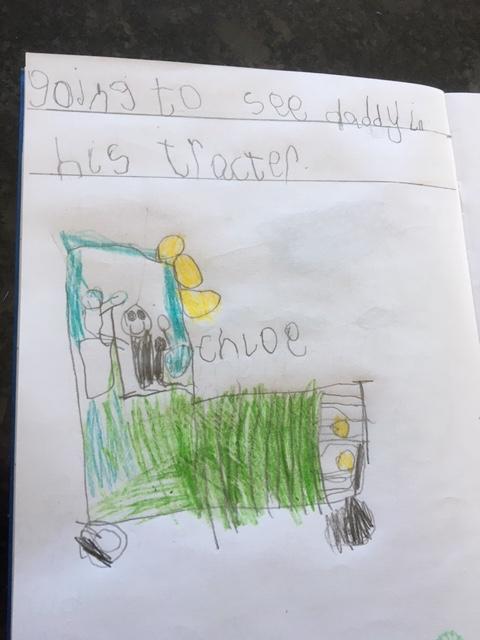 going to see daddy in
his tracter.
chloe